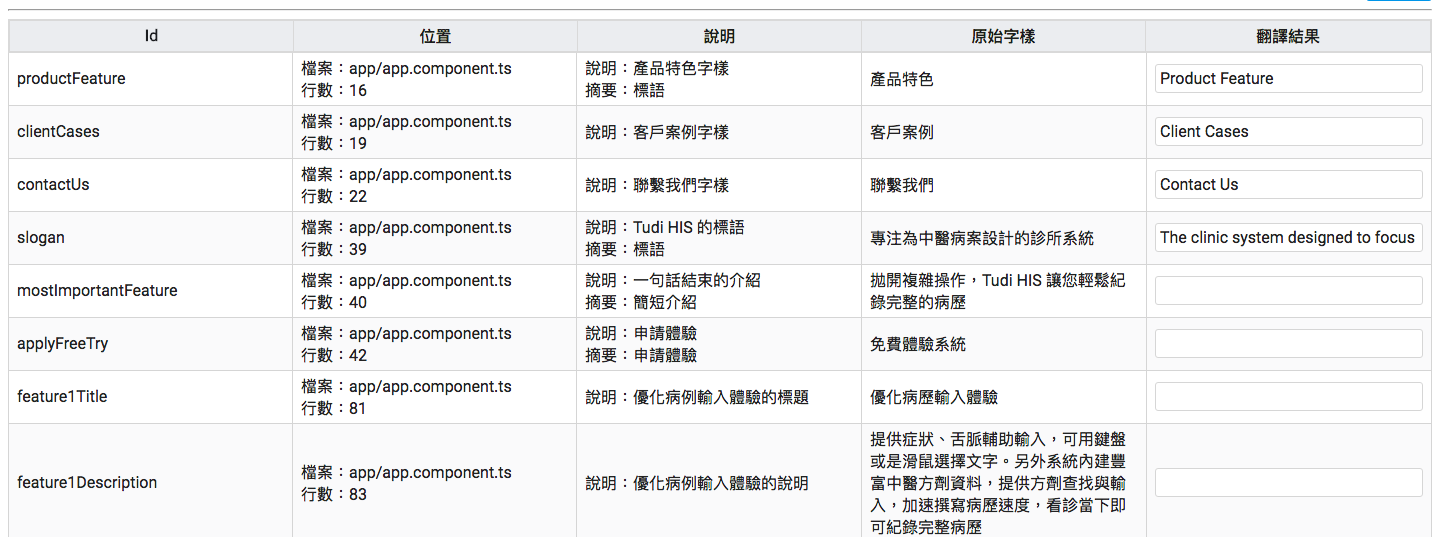 Id 位置 說明 原始字樣 翻譯結果
productFeature 檔案：app/app.component.ts 說明：產品特色字樣 產品特色 Product Feature
行數：16 摘要：標語
clientCases 檔案：app/app.component.ts 說明：客戶案例字樣 客戶案例 Client Cases
行數：19
contactUs 檔案：app/app.component.ts 說明：聯繫我們字樣 聯繫我們 Contact Us
行數：22
slogan 檔案：app/app.component.ts 說明：Tudi HIS 的標語 專注為中醫病案設計的診所系統 The clinic system designed to focus
行數：39 摘要：標語
mostImportantFeature 檔案：app/app.component.ts 說明：一句話結束的介紹 拋開複雜操作，Tudi HIS 讓您輕鬆紀
行數：40 摘要：簡短介紹 錄完整的病歷
applyFreeTry 檔案：app/app.component.ts 說明：申請體驗 免費體驗系統
行數：42 摘要：申請體驗
feature1Title 檔案：app/app.component.ts 說明：優化病例輸入體驗的標題 優化病歷輸入體驗
行數：81
feature1Description 檔案：app/app.component.ts 說明：優化病例輸入體驗的說明 提供症狀、舌脈輔助輸入，可用鍵盤
行數：83 或是滑鼠選擇文字。另外系統內建豐
富中醫方劑資料，提供方劑查找與輸
入，加速撰寫病歷速度，看診當下即
可紀錄完整病歷